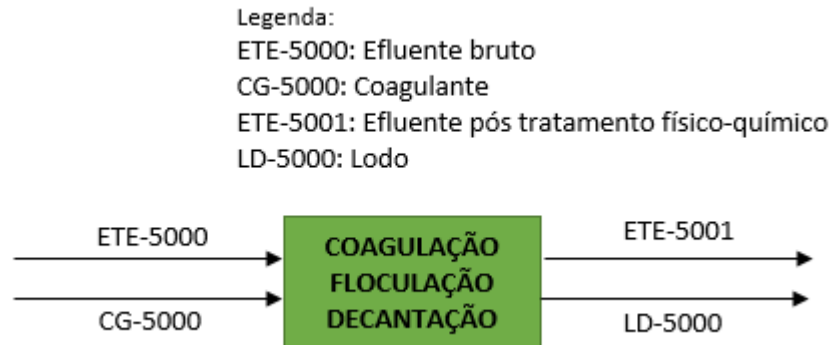 Legenda:
ETE-5000: Efluente bruto
CG-5000: Coagulante
ETE-5001: Efluente pós tratamento físico-químico
LD-5000: Lodo
ETE-5000
CG-5000
COAGULAÇÃO
FLOCULAÇÃO
DECANTAÇÃO
ETE-5001
LD-5000